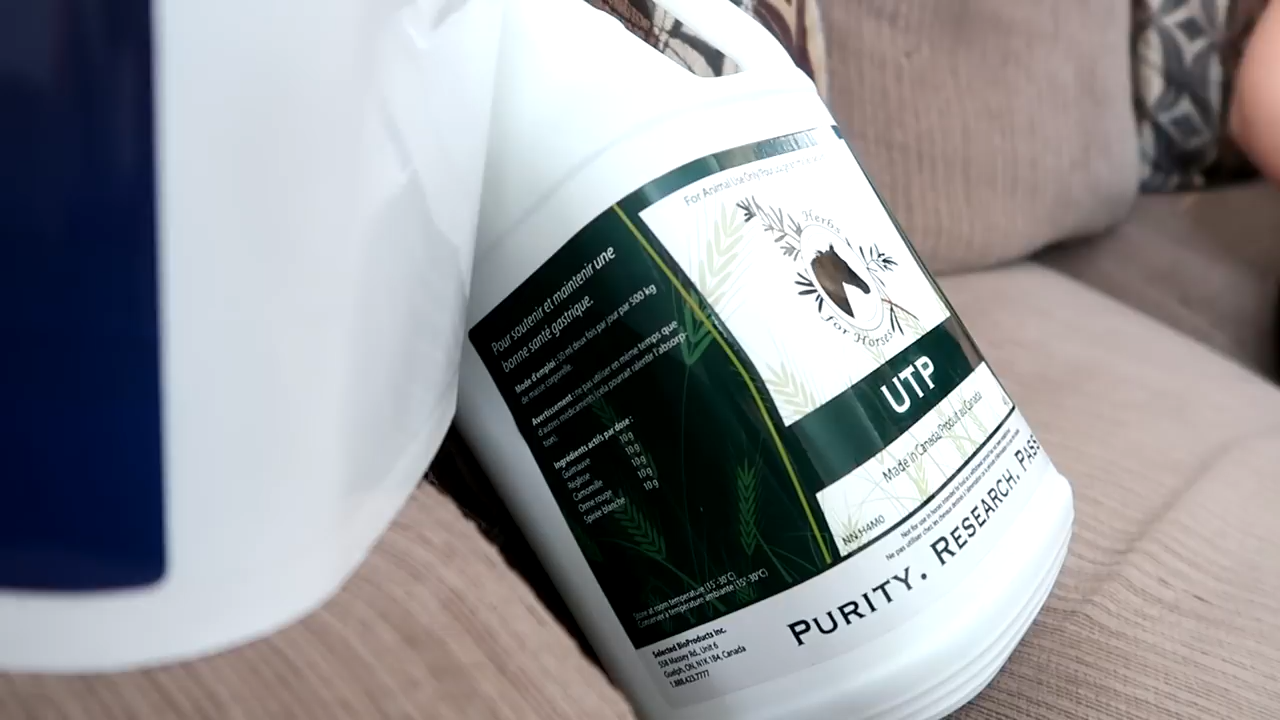 Pour soutenir et maintenir une
bonne santé gastrique.
Mode d'emploi : 50 ml deux fois par jour par 500 kg
de masse corporelle.
Avertissement : ne pas utiliser en même temps que
d'autres médicaments (cela pourrait ralentir l'absorp-
tion).
Ingrédients actifs par dose :
Guimauve 10 g
Réglisse 10 g
Camomille 10 g
Orme rouge 10 g
Spirée blanche 10 g
Store at room temperature (15°-30°C)
Conserver à température ambiante (15°-30°C)
Selected BioProducts Inc.
558 Massey Rd., Unit 6
Guelph, ON, N1K 1B4, Canada
1.888.423.7777
For Animal Use Only
Herbs
for Horses
UTP
Made in Canada Produit au Canada
NN.H4M0
PURITY. RESEARCH. PASS